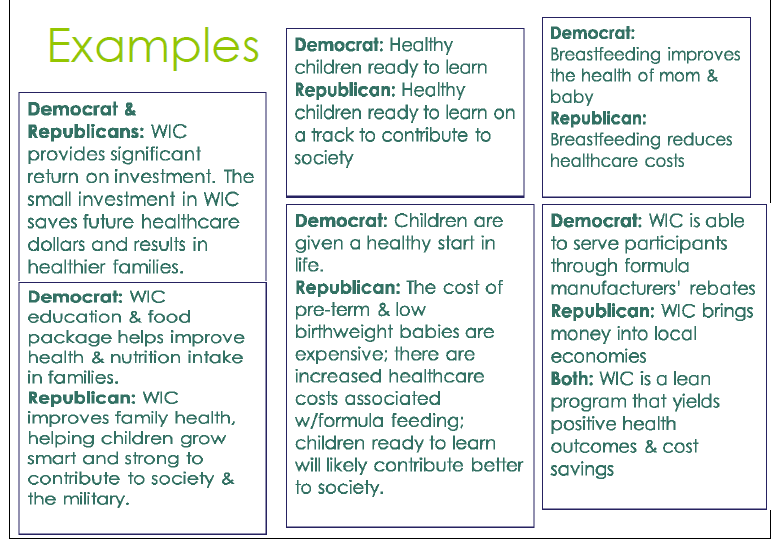 Examples
Democrat &
Republicans: WIC
provides significant
return on investment. The
small investment in WIC
saves future healthcare
dollars and results in
healthier families.
Democrat: WIC
education & food
package helps improve
health & nutrition intake
in families.
Republican: WIC
improves family health,
helping children grow
smart and strong to
contribute to society &
the military.
Democrat: Healthy
children ready to learn
Republican: Healthy
children ready to learn on
a track to contribute to
society
Democrat: Children are
given a healthy start in
life.
Republican: The cost of
pre-term & low
birthweight babies are
expensive; there are
increased healthcare
costs associated
w/formula feeding;
children ready to learn
will likely contribute better
to society.
Democrat:
Breastfeeding improves
the health of mom &
baby
Republican:
Breastfeeding reduces
healthcare costs
Democrat: WIC is able
to serve participants
through formula
manufacturers' rebates
Republican: WIC brings
money into local
economies
Both: WIC is a lean
program that yields
positive health
outcomes & cost
savings